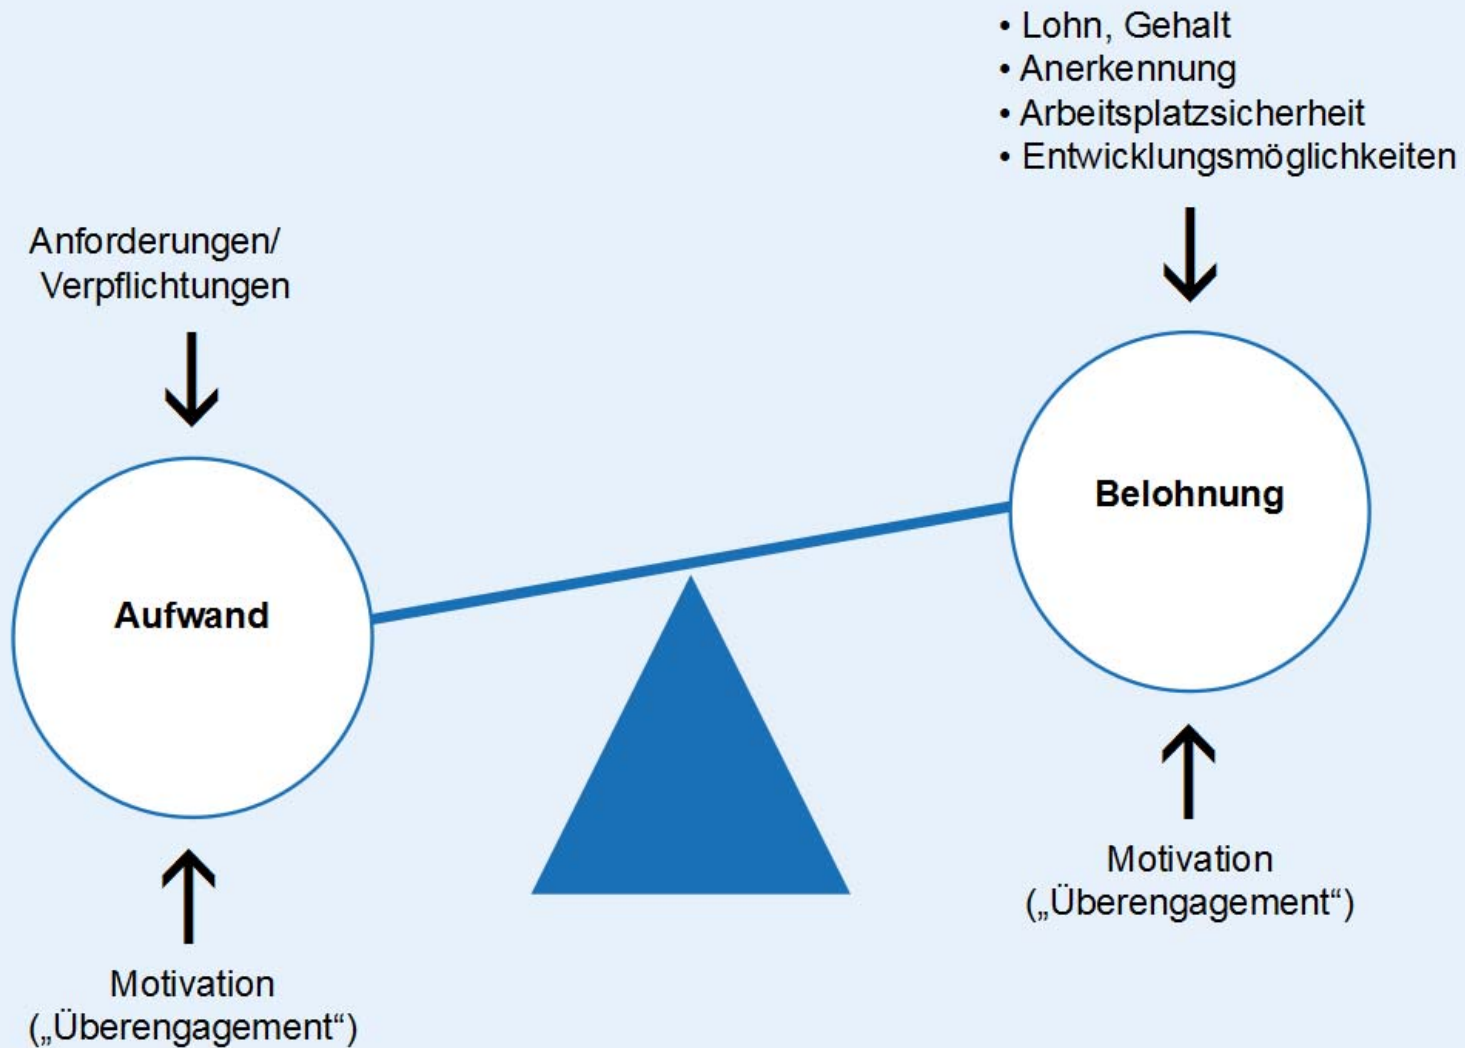 • Lohn, Gehalt
• Anerkennung
• Arbeitsplatzsicherheit
• Entwicklungsmöglichkeiten
Anforderungen/
Verpflichtungen
Belohnung
Aufwand
Motivation
(„Überengagement“)
Motivation
(„Überengagement“)